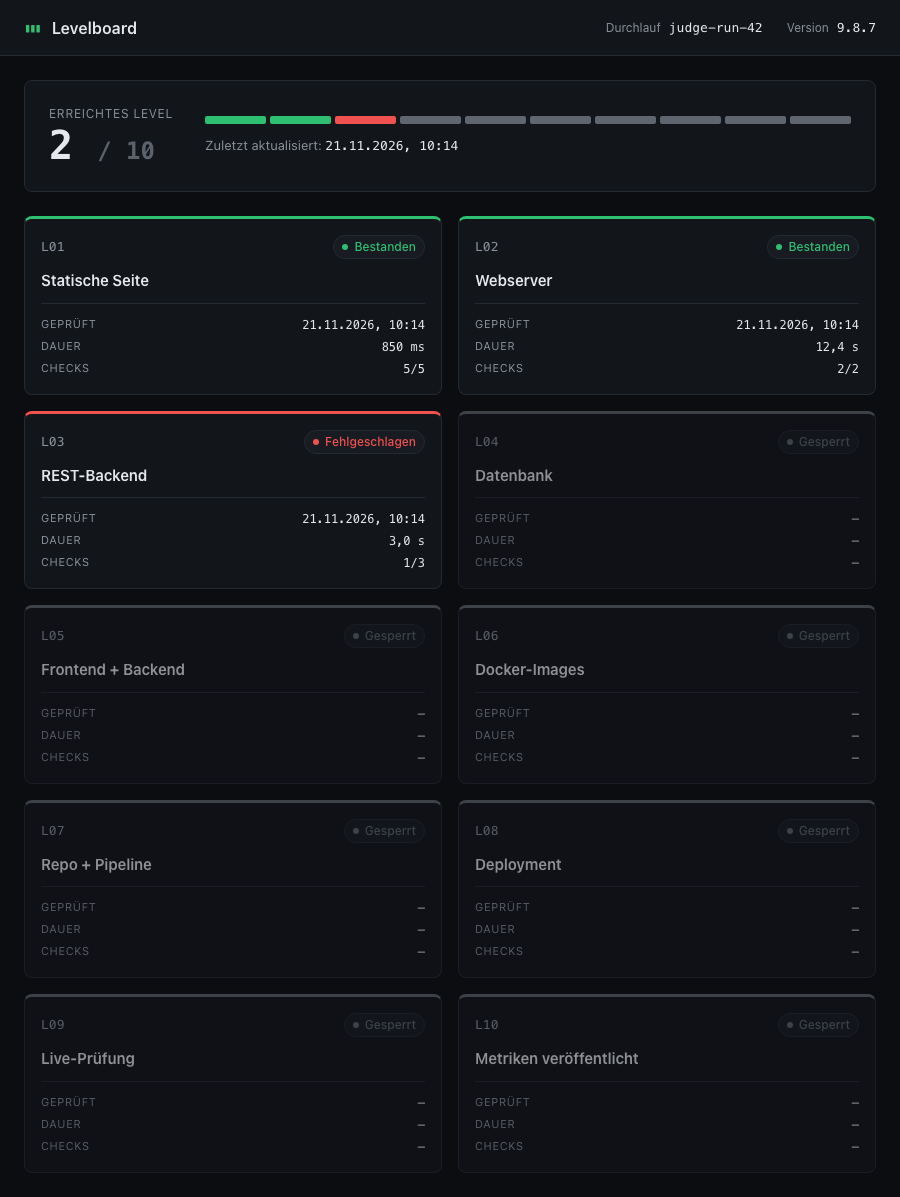 Levelboard
Durchlauf judge-run-42 Version 9.8.7
ERREICHTES LEVEL
2 / 10
Zuletzt aktualisiert: 21.11.2026, 10:14
L01 Bestanden
Statische Seite
GEPRÜFT 21.11.2026, 10:14
DAUER 850 ms
CHECKS 5/5
L02 Bestanden
Webserver
GEPRÜFT 21.11.2026, 10:14
DAUER 12,4 s
CHECKS 2/2
L03 Fehlgeschlagen
REST-Backend
GEPRÜFT 21.11.2026, 10:14
DAUER 3,0 s
CHECKS 1/3
L04 Gesperrt
Datenbank
GEPRÜFT –
DAUER –
CHECKS –
L05 Gesperrt
Frontend + Backend
GEPRÜFT –
DAUER –
CHECKS –
L06 Gesperrt
Docker-Images
GEPRÜFT –
DAUER –
CHECKS –
L07 Gesperrt
Repo + Pipeline
GEPRÜFT –
DAUER –
CHECKS –
L08 Gesperrt
Deployment
GEPRÜFT –
DAUER –
CHECKS –
L09 Gesperrt
Live-Prüfung
GEPRÜFT –
DAUER –
CHECKS –
L10 Gesperrt
Metriken veröffentlicht
GEPRÜFT –
DAUER –
CHECKS –